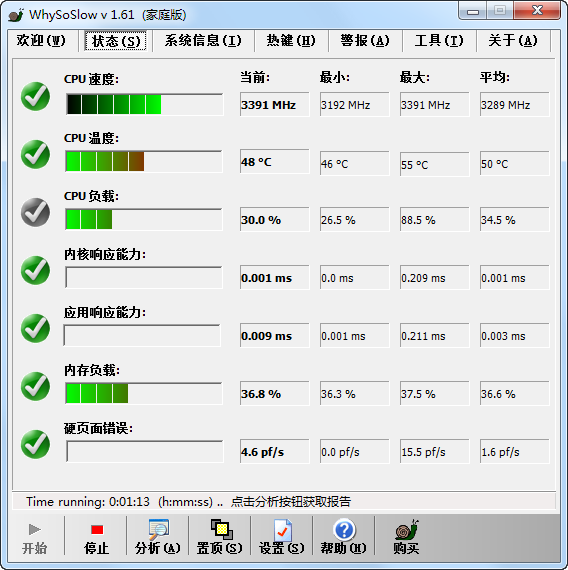 WhySoSlow v 1.61 (家庭版)
欢迎(W) 状态(S) 系统信息(I) 热键(H) 警报(A) 工具(T) 关于(A)
CPU 速度: 当前: 最小: 最大: 平均:
3391 MHz 3192 MHz 3391 MHz 3289 MHz
CPU 温度:
48 °C 46 °C 55 °C 50 °C
CPU 负载:
30.0 % 26.5 % 88.5 % 34.5 %
内核响应能力:
0.001 ms 0.0 ms 0.209 ms 0.001 ms
应用响应能力:
0.009 ms 0.001 ms 0.211 ms 0.003 ms
内存负载:
36.8 % 36.3 % 37.5 % 36.6 %
硬页面错误:
4.6 pf/s 0.0 pf/s 15.5 pf/s 1.6 pf/s
Time running: 0:01:13 (h:mm:ss) .. 点击分析按钮获取报告
开始 停止 分析(A) 置顶(S) 设置(S) 帮助(H) 购买